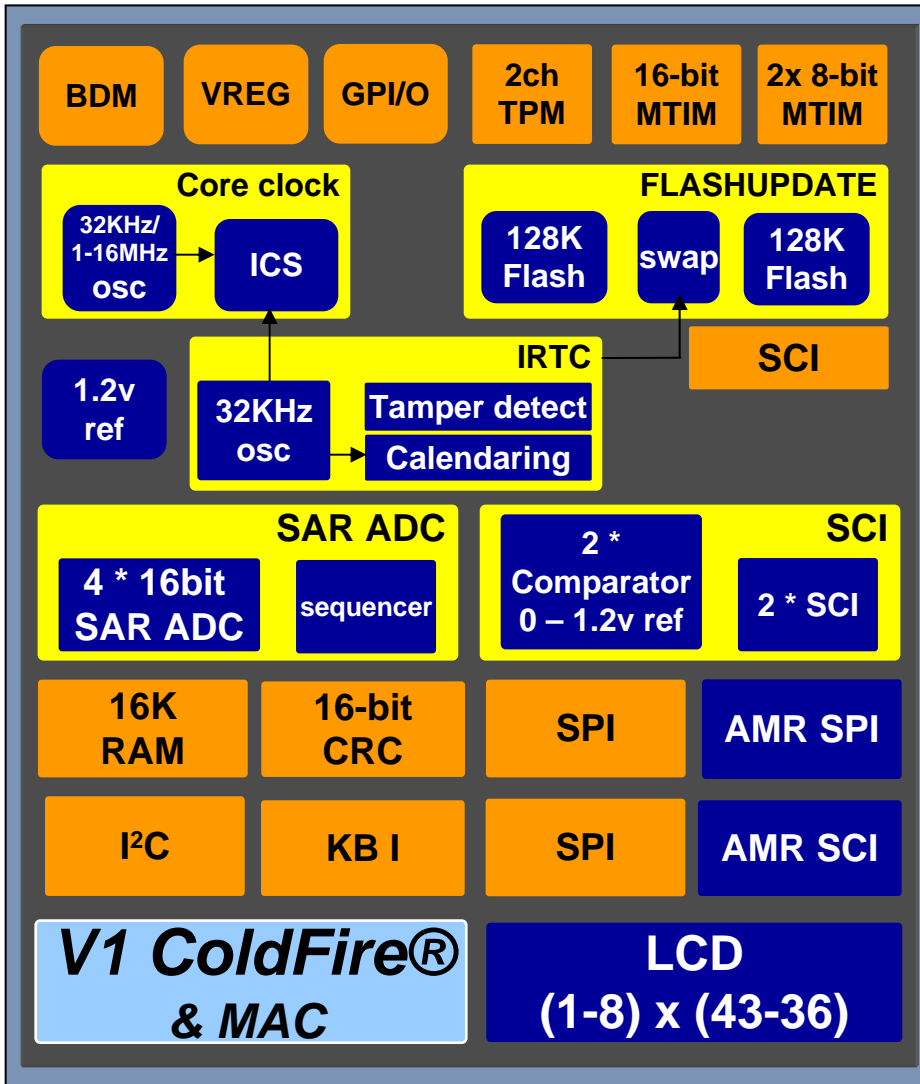 BDM
VREG
GPI/O
2ch
TPM
16-bit
MTIM
2x 8-bit
MTIM
Core clock
32KHz/
1-16MHz
osc
ICS
FLASHUPDATE
128K
Flash
swap
128K
Flash
SCI
1.2v
ref
IRTC
32KHz
osc
Tamper detect
Calendaring
SAR ADC
4 * 16bit
SAR ADC
sequencer
SCI
2 *
Comparator
0 – 1.2v ref
2 * SCI
16K
RAM
16-bit
CRC
SPI
AMR SPI
I²C
KB I
SPI
AMR SCI
V1 ColdFire®
& MAC
LCD
(1-8) x (43-36)